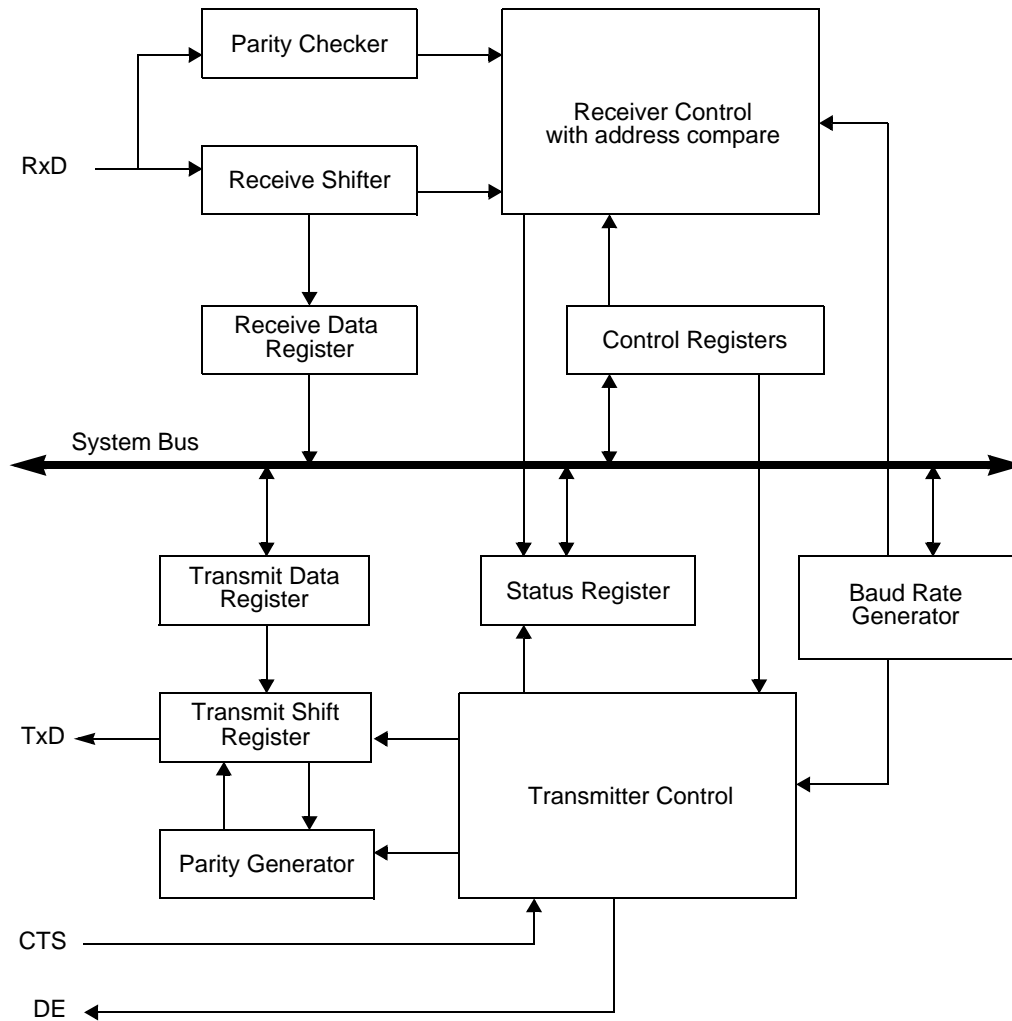 Parity Checker
Receiver Control
with address compare
RxD
Receive Shifter
Receive Data
Register
Control Registers
System Bus
Transmit Data
Register
Status Register
Baud Rate
Generator
Transmit Shift
Register
TxD
Transmitter Control
Parity Generator
CTS
DE